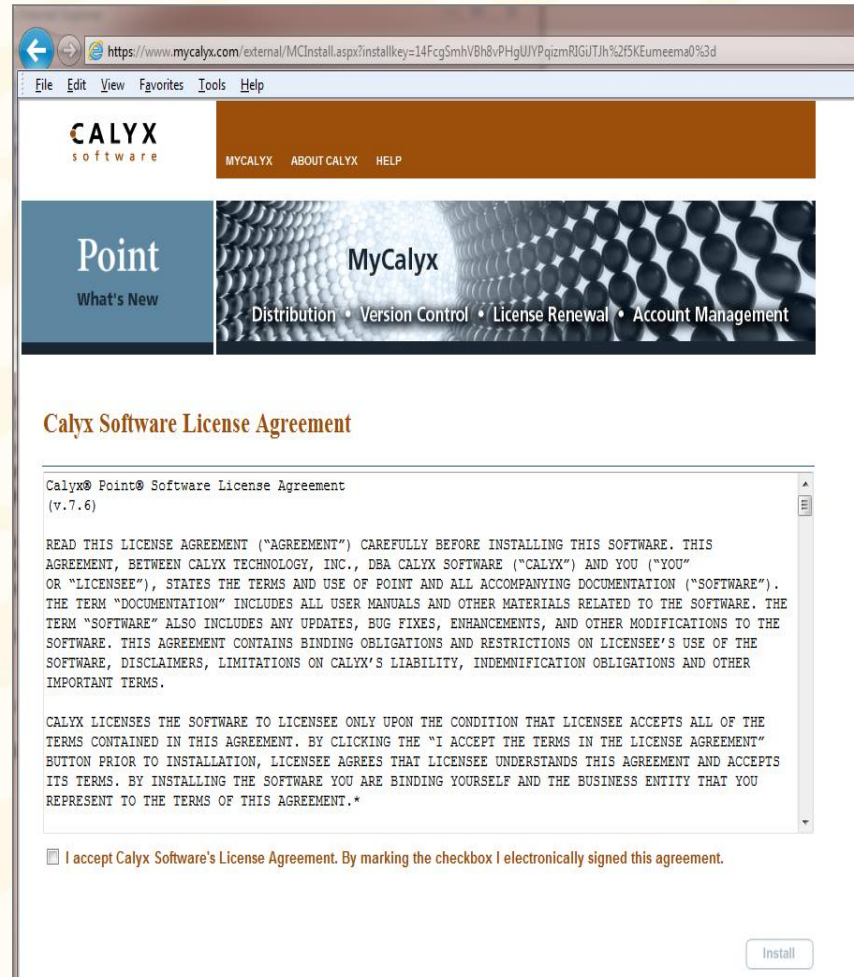 https://www.mycalyx.com/external/MCInstall.aspx?installkey=14FcgSmhVBh8vPHgUJYPqizmRIGiJTJh%2f5KEumeema0%3d
File Edit View Favorites Tools Help
CALYX
software
MYCALYX ABOUT CALYX HELP
Point
What's New
MyCalyx
Distribution • Version Control • License Renewal • Account Management
Calyx Software License Agreement
Calyx® Point® Software License Agreement
(v.7.6)
READ THIS LICENSE AGREEMENT ("AGREEMENT") CAREFULLY BEFORE INSTALLING THIS SOFTWARE. THIS
AGREEMENT, BETWEEN CALYX TECHNOLOGY, INC., DBA CALYX SOFTWARE ("CALYX") AND YOU ("YOU"
OR "LICENSEE"), STATES THE TERMS AND USE OF POINT AND ALL ACCOMPANYING DOCUMENTATION ("SOFTWARE").
THE TERM "DOCUMENTATION" INCLUDES ALL USER MANUALS AND OTHER MATERIALS RELATED TO THE SOFTWARE. THE
TERM "SOFTWARE" ALSO INCLUDES ANY UPDATES, BUG FIXES, ENHANCEMENTS, AND OTHER MODIFICATIONS TO THE
SOFTWARE. THIS AGREEMENT CONTAINS BINDING OBLIGATIONS AND RESTRICTIONS ON LICENSEE'S USE OF THE
SOFTWARE, DISCLAIMERS, LIMITATIONS ON CALYX'S LIABILITY, INDEMNIFICATION OBLIGATIONS AND OTHER
IMPORTANT TERMS.
CALYX LICENSES THE SOFTWARE TO LICENSEE ONLY UPON THE CONDITION THAT LICENSEE ACCEPTS ALL OF THE
TERMS CONTAINED IN THIS AGREEMENT. BY CLICKING THE "I ACCEPT THE TERMS IN THE LICENSE AGREEMENT"
BUTTON PRIOR TO INSTALLATION, LICENSEE AGREES THAT LICENSEE UNDERSTANDS THIS AGREEMENT AND ACCEPTS
ITS TERMS. BY INSTALLING THE SOFTWARE YOU ARE BINDING YOURSELF AND THE BUSINESS ENTITY THAT YOU
REPRESENT TO THE TERMS OF THIS AGREEMENT.*
I accept Calyx Software's License Agreement. By marking the checkbox I electronically signed this agreement.
Install